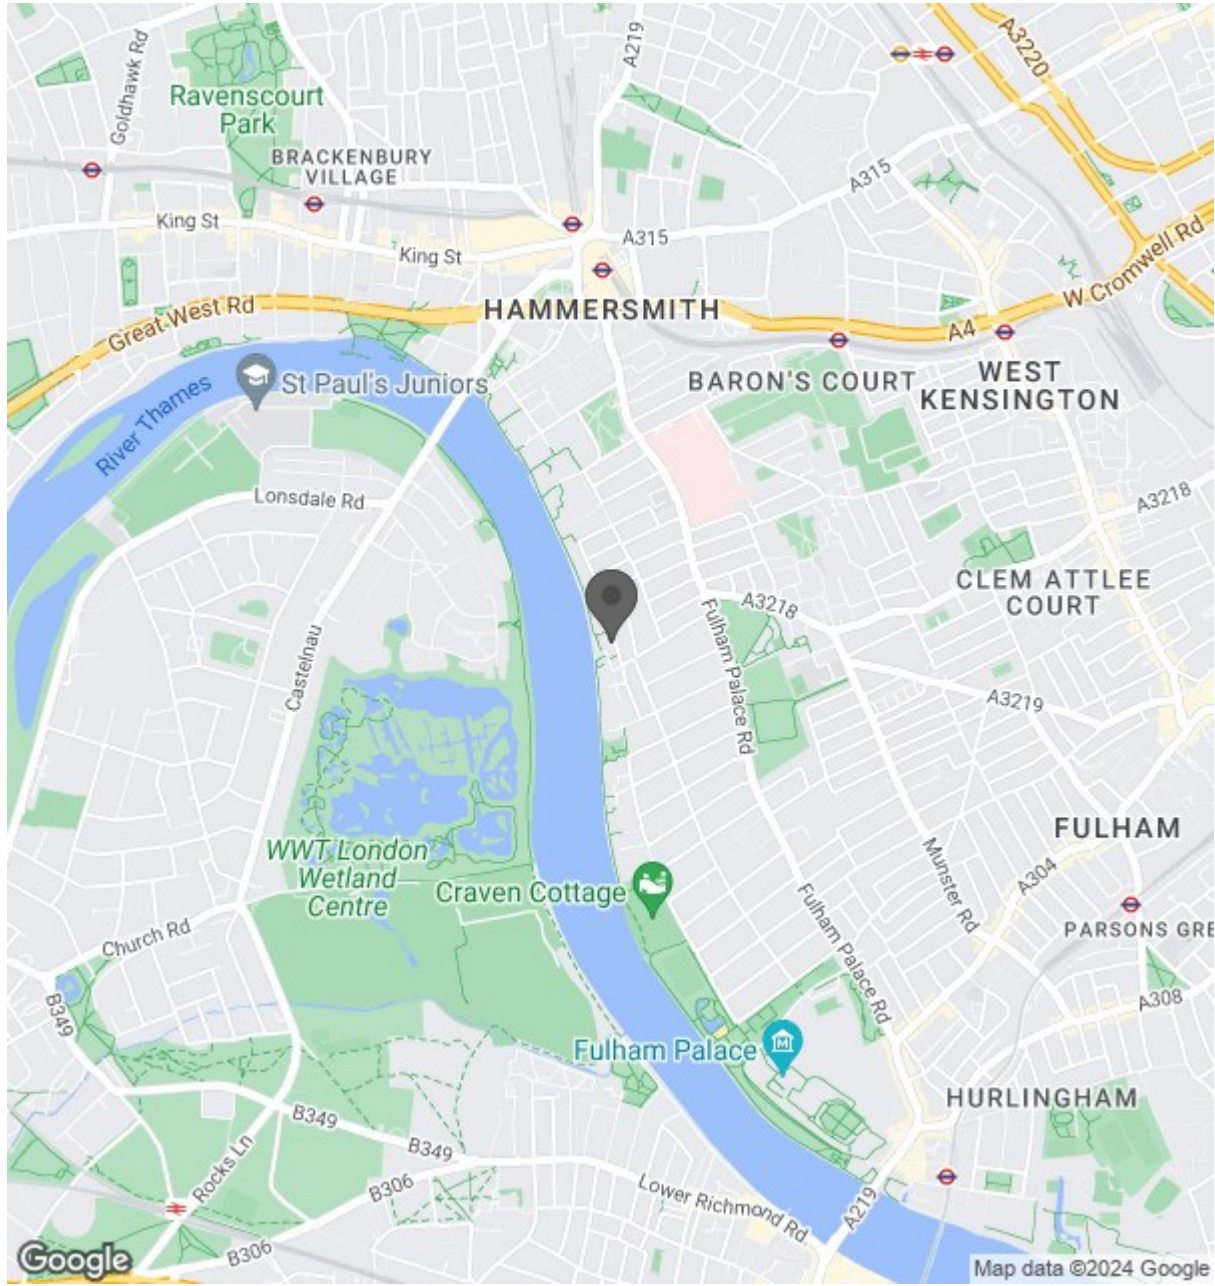 A219
A3220
Goldhawk Rd
Ravenscourt
Park
BRACKENBURY
VILLAGE
A315
King St
King St
A315
W Cromwell Rd
Great West Rd
HAMMERSMITH
A4
St Paul's Juniors
BARON'S COURT
WEST
KENSINGTON
River Thames
Lonsdale Rd
A3218
CLEM ATTLEE
COURT
A3218
Castelnau
Fulham Palace Rd
A3219
FULHAM
WWT London
Wetland
Centre
Craven Cottage
Munster Rd
A304
PARSONS GRE
Church Rd
Fulham Palace Rd
B349
A308
Fulham Palace
HURLINGHAM
B349
B349
Rocks Ln
B306
Lower Richmond Rd
A219
B306
Google
Map data ©2024 Google